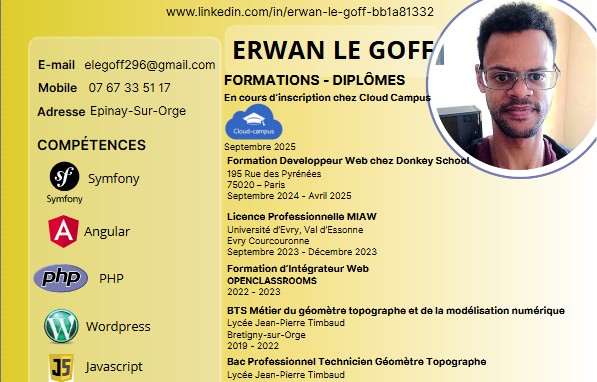 www.linkedin.com/in/erwan-le-goff-bb1a81332
E-mail elegoff296@gmail.com
Mobile 07 67 33 51 17
Adresse Epinay-Sur-Orge
COMPÉTENCES
sf
Symfony
Symfony
Angular
php
PHP
Wordpress
JS
Javascript
ERWAN LE GOFF
FORMATIONS - DIPLÔMES
En cours d'inscription chez Cloud Campus
Cloud-campus
Septembre 2025
Formation Developpeur Web chez Donkey School
195 Rue des Pyrénées
75020 – Paris
Septembre 2024 - Avril 2025
Licence Professionnelle MIAW
Université d'Evry, Val d'Essonne
Evry Courcouronne
Septembre 2023 - Décembre 2023
Formation d'Intégrateur Web
OPENCLASSROOMS
2022 - 2023
BTS Métier du géomètre topographe et de la modélisation numérique
Lycée Jean-Pierre Timbaud
Bretigny-sur-Orge
2019 - 2022
Bac Professionnel Technicien Géomètre Topographe
Lycée Jean-Pierre Timbaud